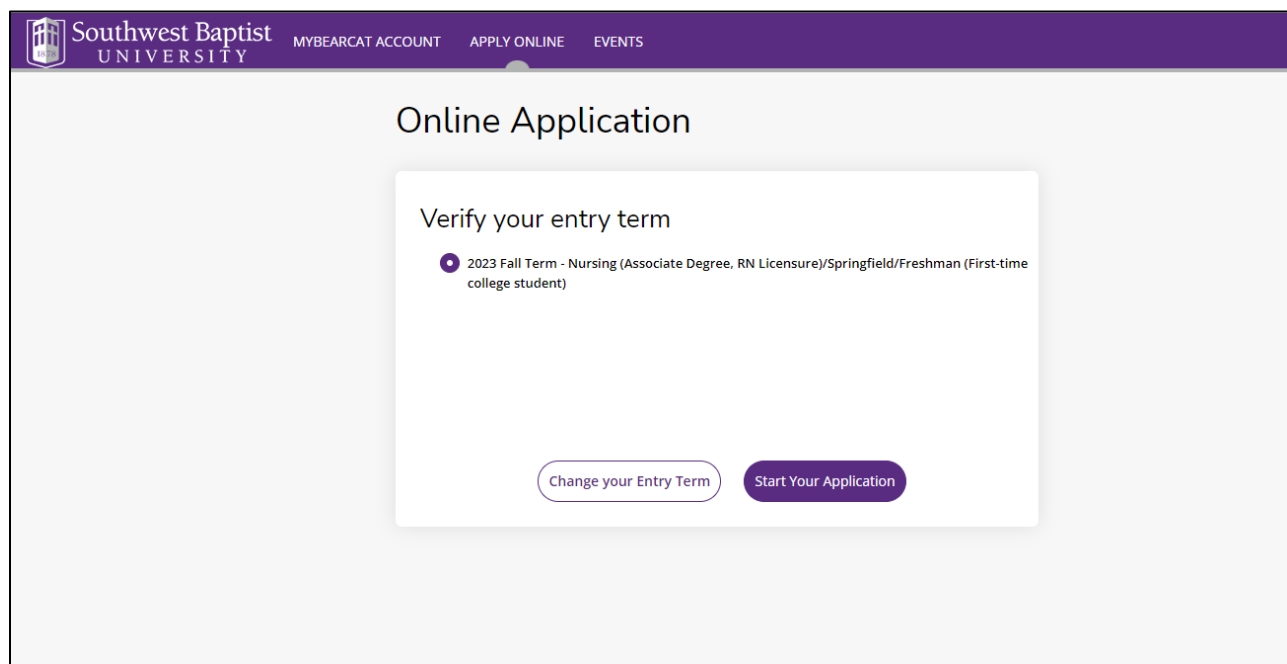 Southwest Baptist
UNIVERSITY
1878
MYBEARCAT ACCOUNT
APPLY ONLINE
EVENTS
Online Application
Verify your entry term
2023 Fall Term - Nursing (Associate Degree, RN Licensure)/Springfield/Freshman (First-time
college student)
Change your Entry Term
Start Your Application